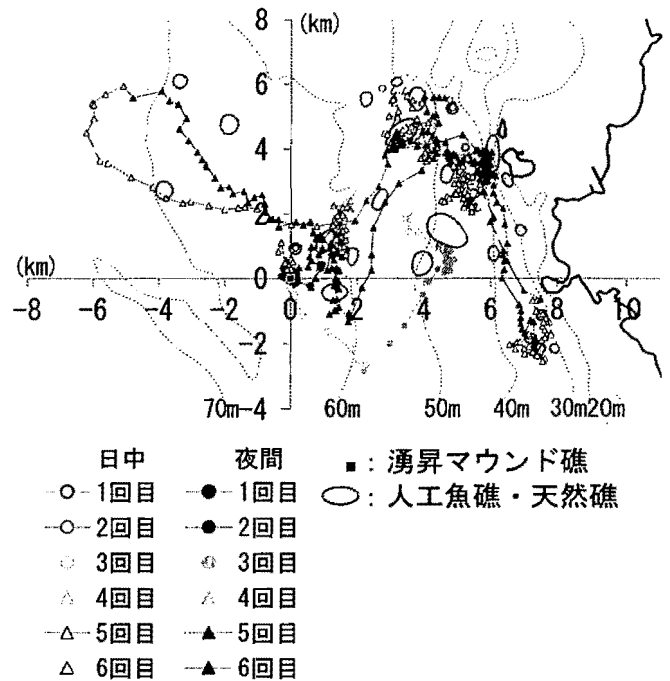 8
(km)
6
4
2
(km)
0
-8 -6 -4 -2 0 2 4 6 8 10
-2
70m -4 60m 50m 40m 30m 20m
日中 夜間 ■：湧昇マウンド礁
1回目 1回目 ：人工魚礁・天然礁
2回目 2回目
3回目 3回目
4回目 4回目
5回目 5回目
6回目 6回目